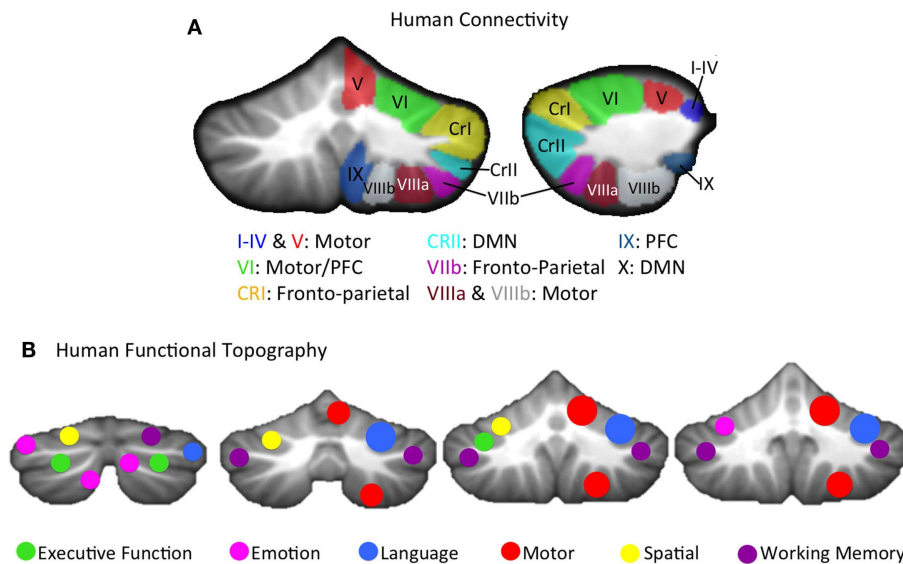 A
Human Connectivity
V
VI
CrI
CrII
IX
VIIIb
VIIIa
VIIb
CrI
VI
V
I-IV
CrII
VIIIa
VIIIb
IX
I-IV & V: Motor
CRII: DMN
IX: PFC
VI: Motor/PFC
VIIb: Fronto-Parietal
X: DMN
CRI: Fronto-parietal
VIIIa & VIIIb: Motor
B
Human Functional Topography
Executive Function
Emotion
Language
Motor
Spatial
Working Memory